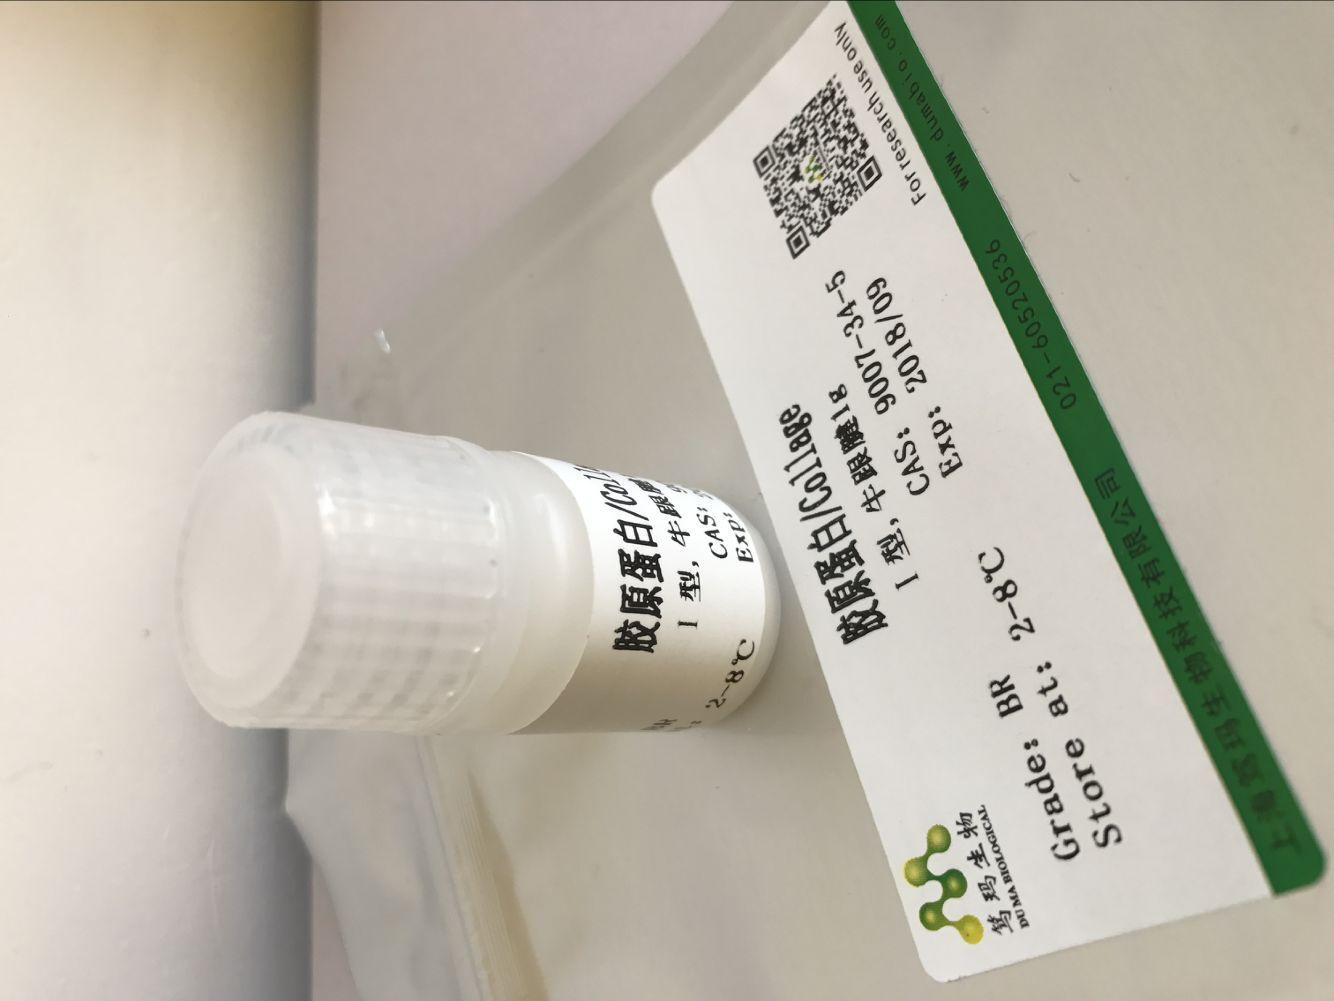 胶原蛋白/Collage
I 型, 牛跟腱1g
CAS: 9007-34-5
Exp: 2018/09
Grade: BR
Store at: 2-8℃
For research use only
笃玛生物
DU MA BIOLOGICAL
上海笃玛生物科技有限公司 021-60520536 www.dumabio.com
胶原蛋白/Coll
I 型, 牛跟腱
CAS:
Exp:
2-8℃